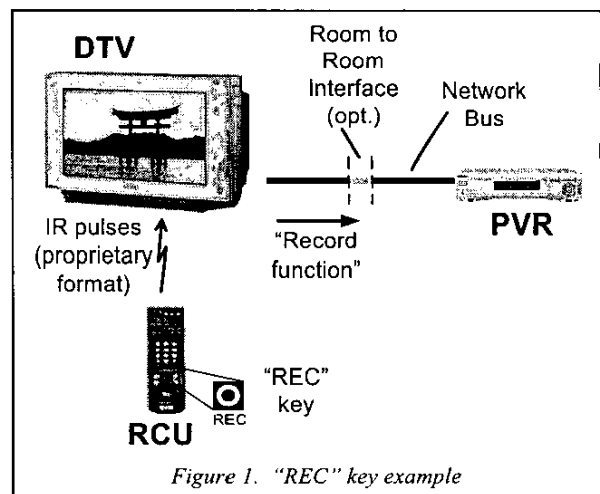 DTV
Room to
Room
Interface
(opt.)
Network
Bus
IR pulses
(proprietary
format)
"Record
function"
PVR
"REC"
key
REC
RCU
Figure 1. "REC" key example